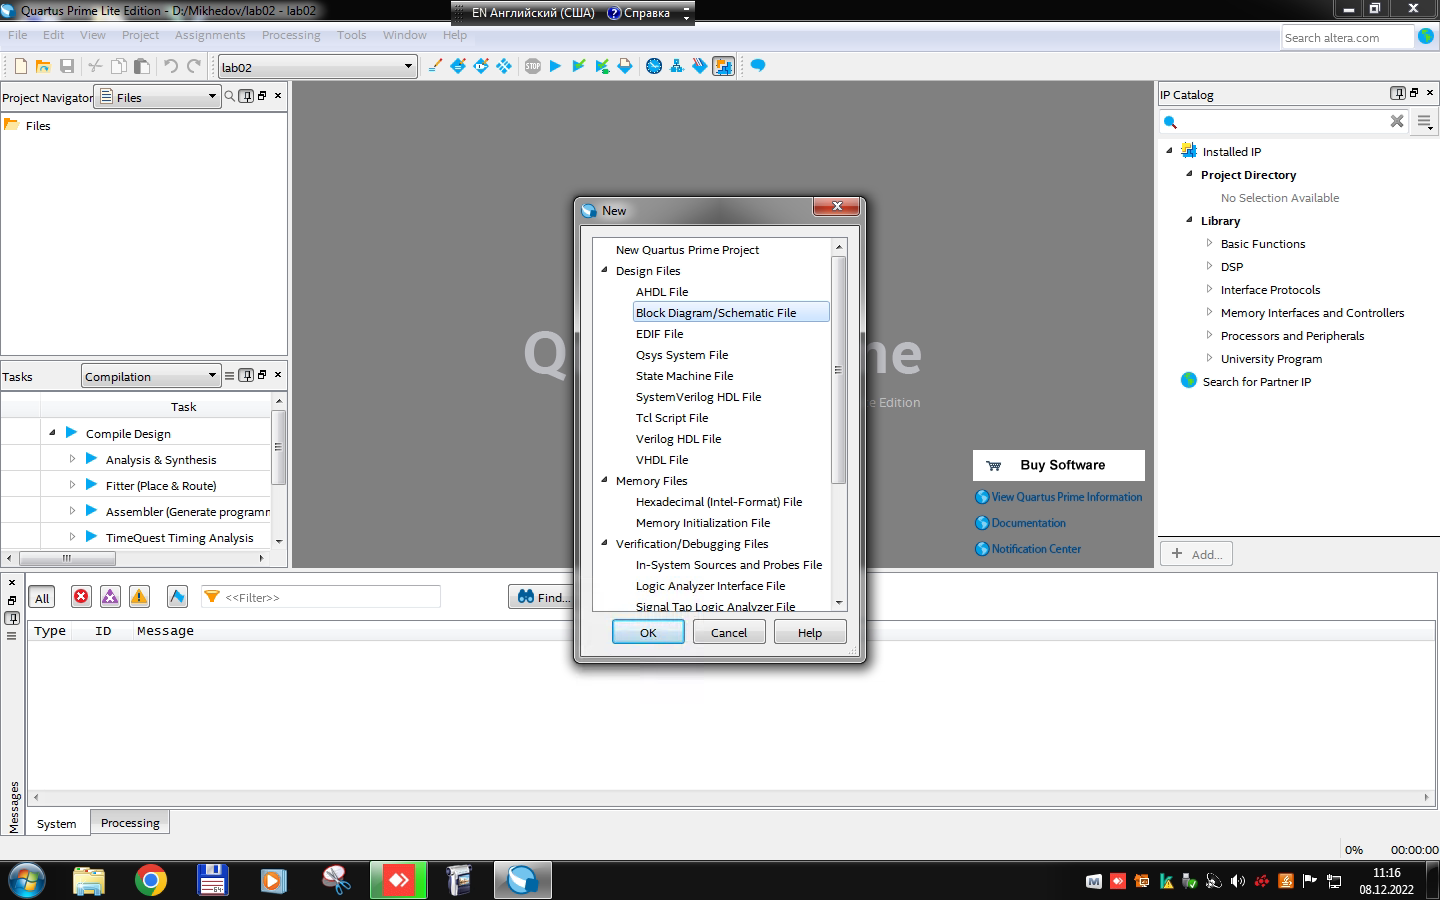 Quartus Prime Lite Edition - D:/Mikhedov/lab02 - lab02
EN Английский (США) Справка
File Edit View Project Assignments Processing Tools Window Help
Search altera.com
lab02
Project Navigator Files
Files
Tasks Compilation
Task
Compile Design
Analysis & Synthesis
Fitter (Place & Route)
Assembler (Generate programm
TimeQuest Timing Analysis
New
New Quartus Prime Project
Design Files
AHDL File
Block Diagram/Schematic File
EDIF File
Qsys System File
State Machine File
SystemVerilog HDL File
Tcl Script File
Verilog HDL File
VHDL File
Memory Files
Hexadecimal (Intel-Format) File
Memory Initialization File
Verification/Debugging Files
In-System Sources and Probes File
Logic Analyzer Interface File
Signal Tap Logic Analyzer File
OK Cancel Help
Q ne
e Edition
Buy Software
View Quartus Prime Information
Documentation
Notification Center
IP Catalog
Installed IP
Project Directory
No Selection Available
Library
Basic Functions
DSP
Interface Protocols
Memory Interfaces and Controllers
Processors and Peripherals
University Program
Search for Partner IP
Add...
All <<Filter>> Find...
Type ID Message
Messages
System Processing
0% 00:00:00
64
11:16
08.12.2022